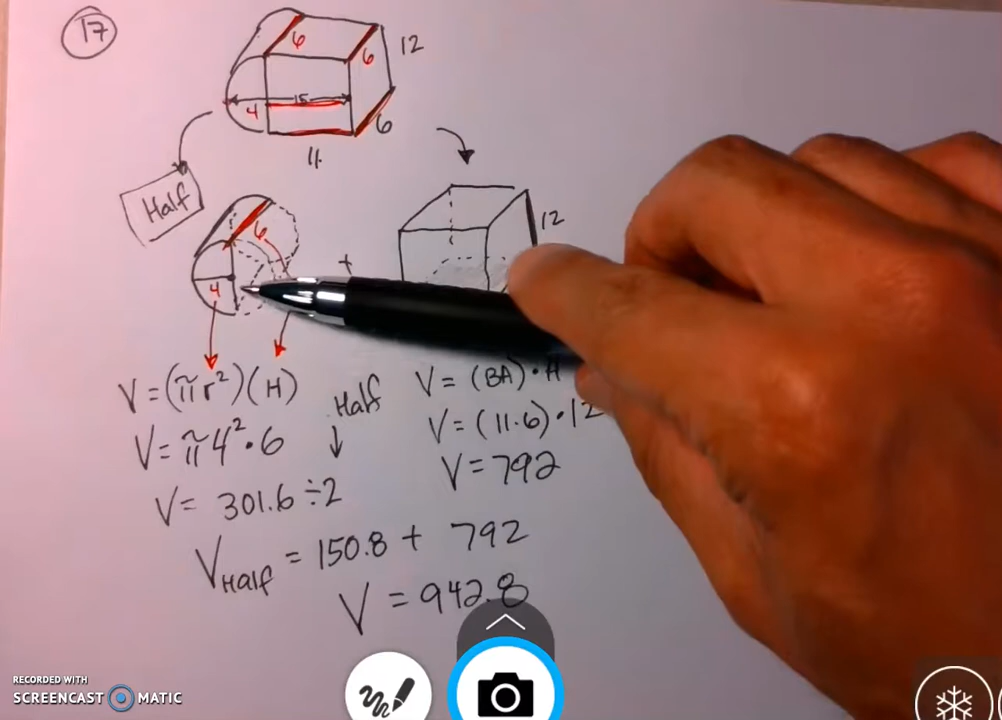 17
6
6
12
15
4
6
11
Half
6
12
4
+
V = (πr²)(H)
Half
V = (BA)·H
V = π4²·6
V = (11·6)·12
V = 301.6 ÷2
V = 792
V Half = 150.8 + 792
V = 942.8
RECORDED WITH
SCREENCAST MATIC